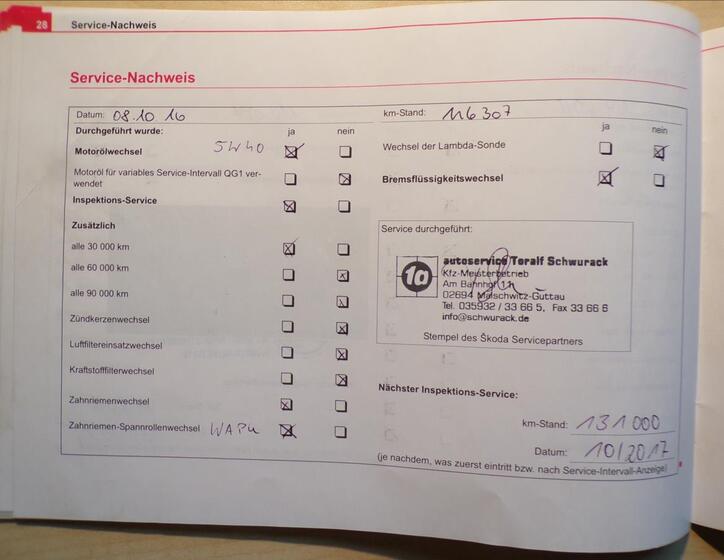 28 Service-Nachweis
Service-Nachweis
Datum: 08.10 16
km-Stand: 116307
Durchgeführt wurde: ja nein
ja nein
Motorölwechsel 5W40
Wechsel der Lambda-Sonde
Motoröl für variables Service-Intervall QG1 ver-
wendet
Bremsflüssigkeitswechsel
Inspektions-Service
Zusätzlich
alle 30 000 km
alle 60 000 km
alle 90 000 km
Zündkerzenwechsel
Luftfiltereinsatzwechsel
Kraftstofffilterwechsel
Zahnriemenwechsel
Zahnriemen-Spannrollenwechsel WAPU
Service durchgeführt:
1a autoservice Toralf Schwurack
Kfz-Meisterbetrieb
Am Bahnhof 11
02694 Malschwitz-Guttau
Tel. 035932 / 33 66 5, Fax 33 66 6
info@schwurack.de
Stempel des Škoda Servicepartners
Nächster Inspektions-Service:
km-Stand: 131 000
Datum: 10/2017
(je nachdem, was zuerst eintritt bzw. nach Service-Intervall-Anzeige)